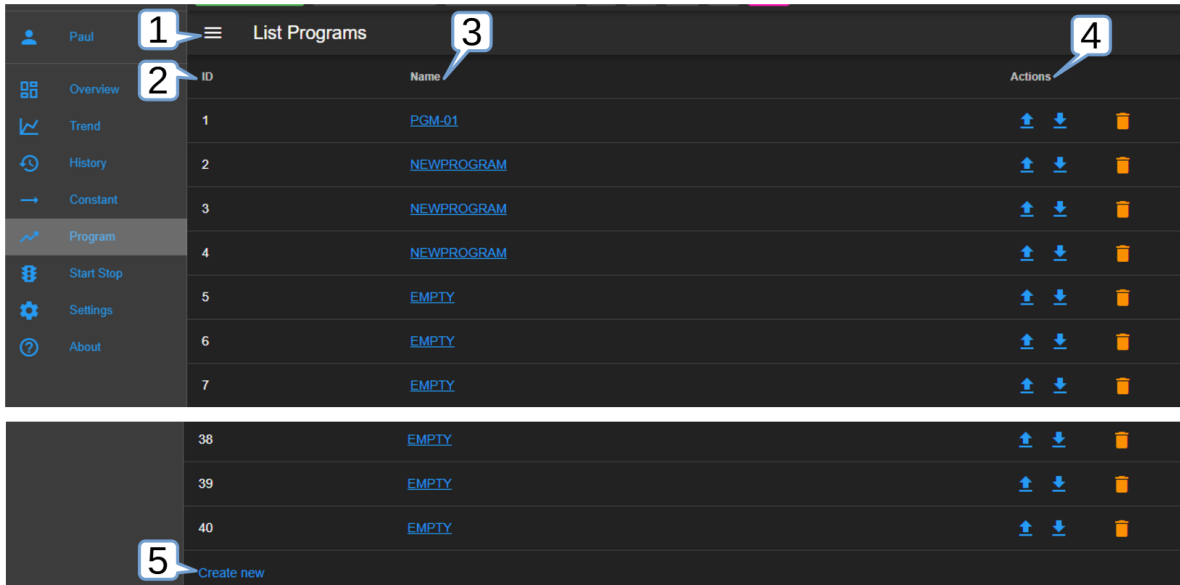 1
List Programs
3
4
Paul
2
ID Name Actions
Overview
Trend
History
Constant
Program
Start Stop
Settings
About
1 PGM-01
2 NEWPROGRAM
3 NEWPROGRAM
4 NEWPROGRAM
5 EMPTY
6 EMPTY
7 EMPTY
38 EMPTY
39 EMPTY
40 EMPTY
5
Create new